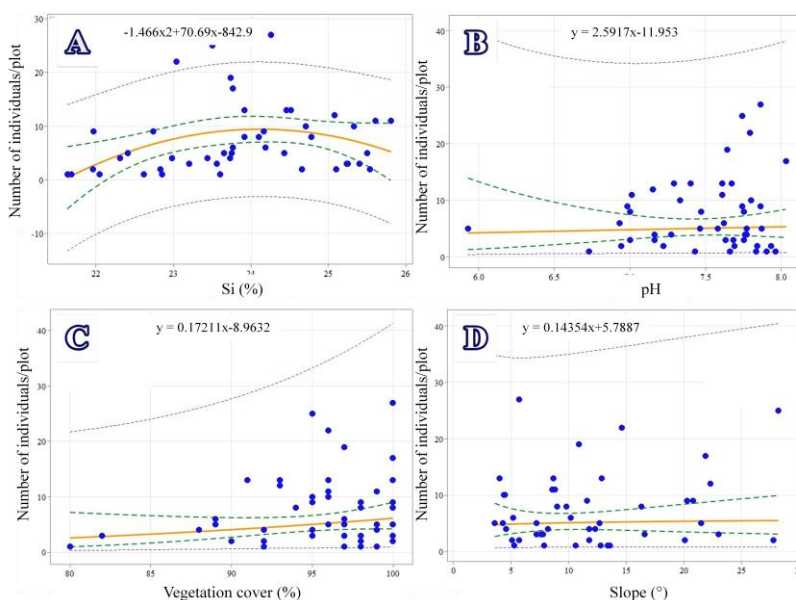 A
-1.466x2+70.69x-842.9
Number of individuals/plot
30
20
10
0
-10
22
23
24
25
26
Si (%)
B
y = 2.5917x-11.953
Number of individuals/plot
40
30
20
10
0
6.0
6.5
7.0
7.5
8.0
pH
C
y = 0.17211x-8.9632
Number of individuals/plot
40
30
20
10
0
80
85
90
95
100
Vegetation cover (%)
D
y = 0.14354x+5.7887
Number of individuals/plot
40
30
20
10
0
0
5
10
15
20
25
Slope (°)